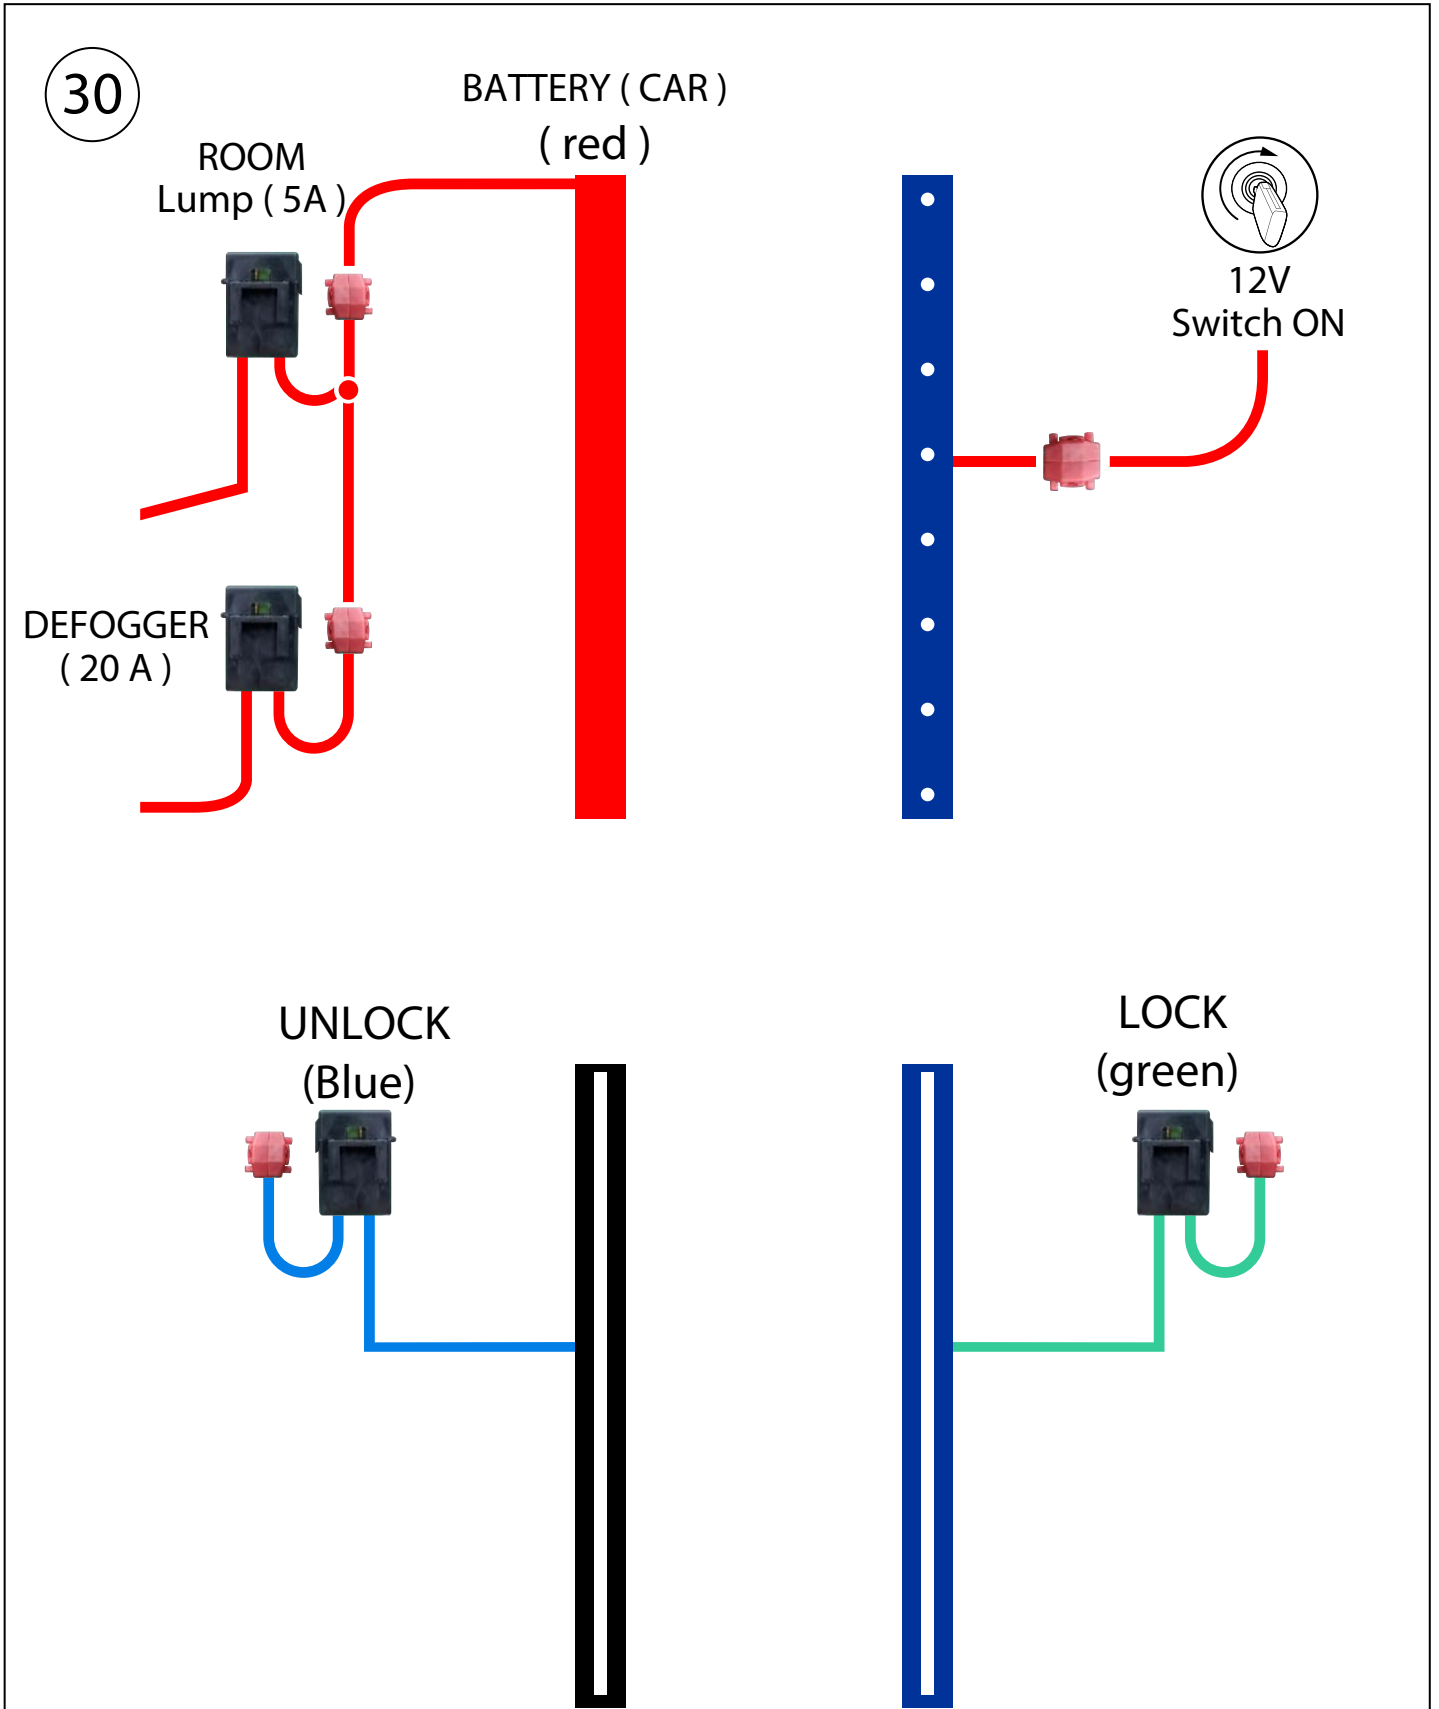 30
BATTERY ( CAR )
( red )
ROOM
Lump ( 5A )
12V
Switch ON
DEFOGGER
( 20 A )
UNLOCK
(Blue)
LOCK
(green)